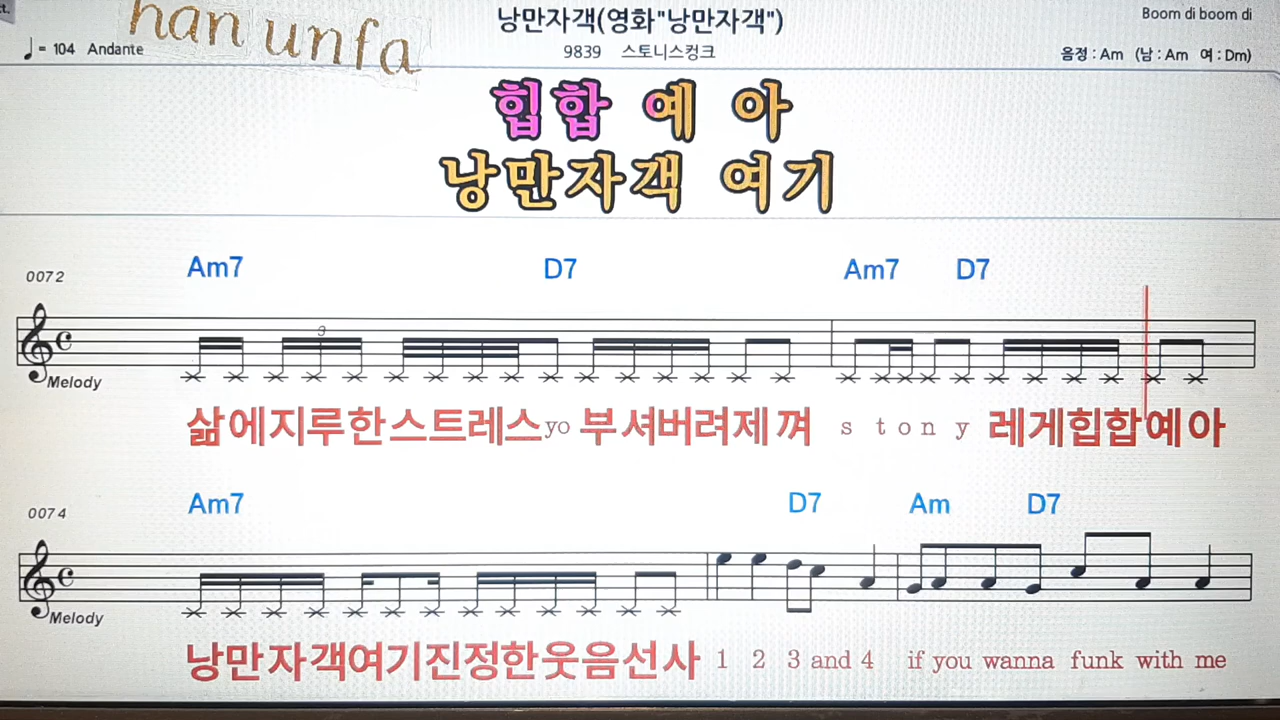 ct.
han unfa
낭만자객(영화"낭만자객")
Boom di boom di
♩ = 104 Andante
9839 스토니스컹크
음정 : Am (남 : Am 여 : Dm)
힙합 예 아
낭만자객 여기
0072
Am7 D7 Am7 D7
3
Melody
삶에지루한스트레스yo 부셔버려제껴 s t o n y 레게힙합예아
0074
Am7 D7 Am D7
Melody
낭만자객여기진정한웃음선사 1 2 3 and 4 if you wanna funk with me